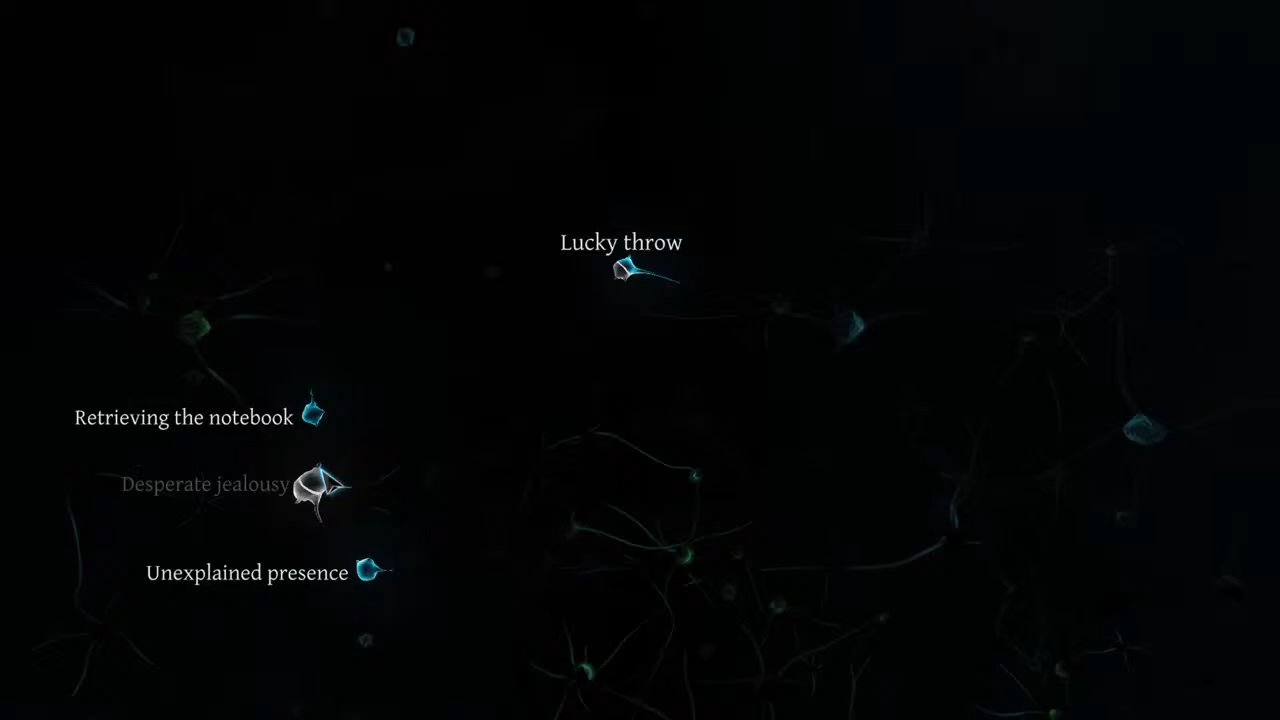 Lucky throw
Retrieving the notebook
Desperate jealousy
Unexplained presence